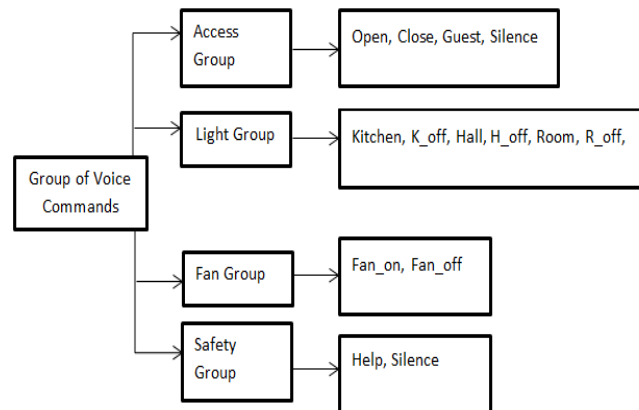 Group of Voice
Commands
Access
Group
Open, Close, Guest, Silence
Light Group
Kitchen, K_off, Hall, H_off, Room, R_off,
Fan Group
Fan_on, Fan_off
Safety
Group
Help, Silence